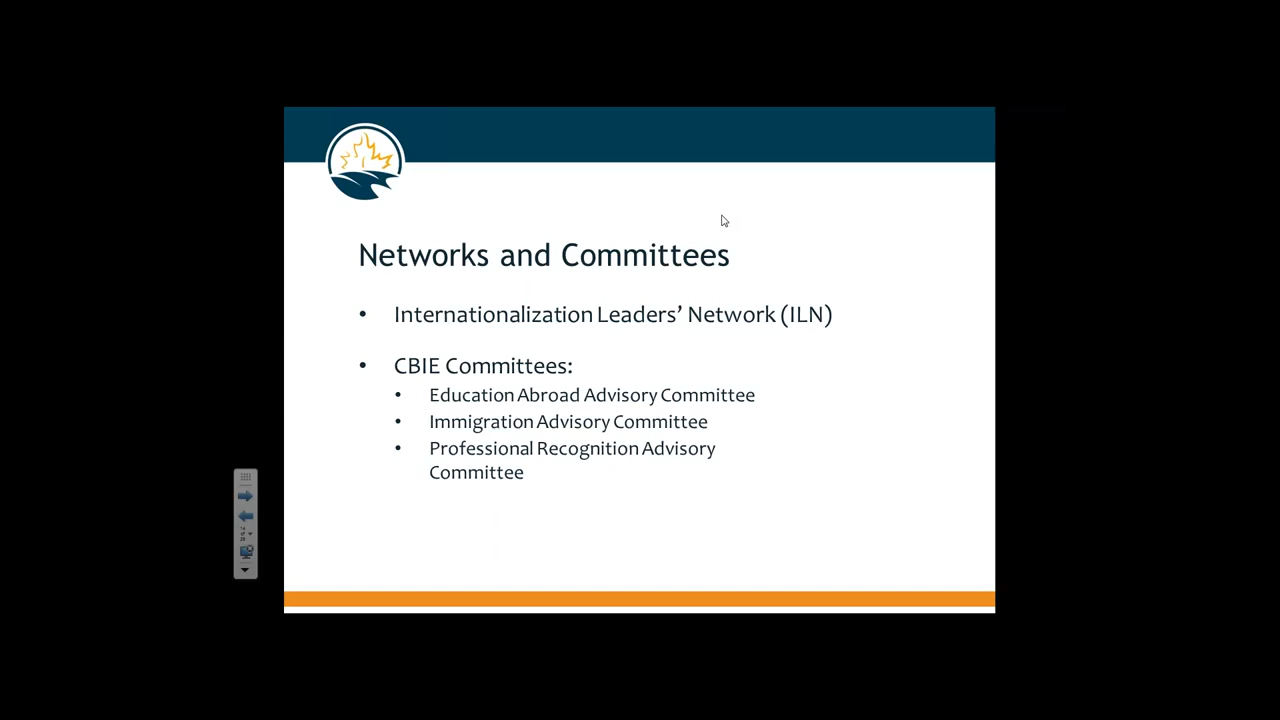 Networks and Committees
• Internationalization Leaders’ Network (ILN)
• CBIE Committees:
• Education Abroad Advisory Committee
• Immigration Advisory Committee
• Professional Recognition Advisory
Committee